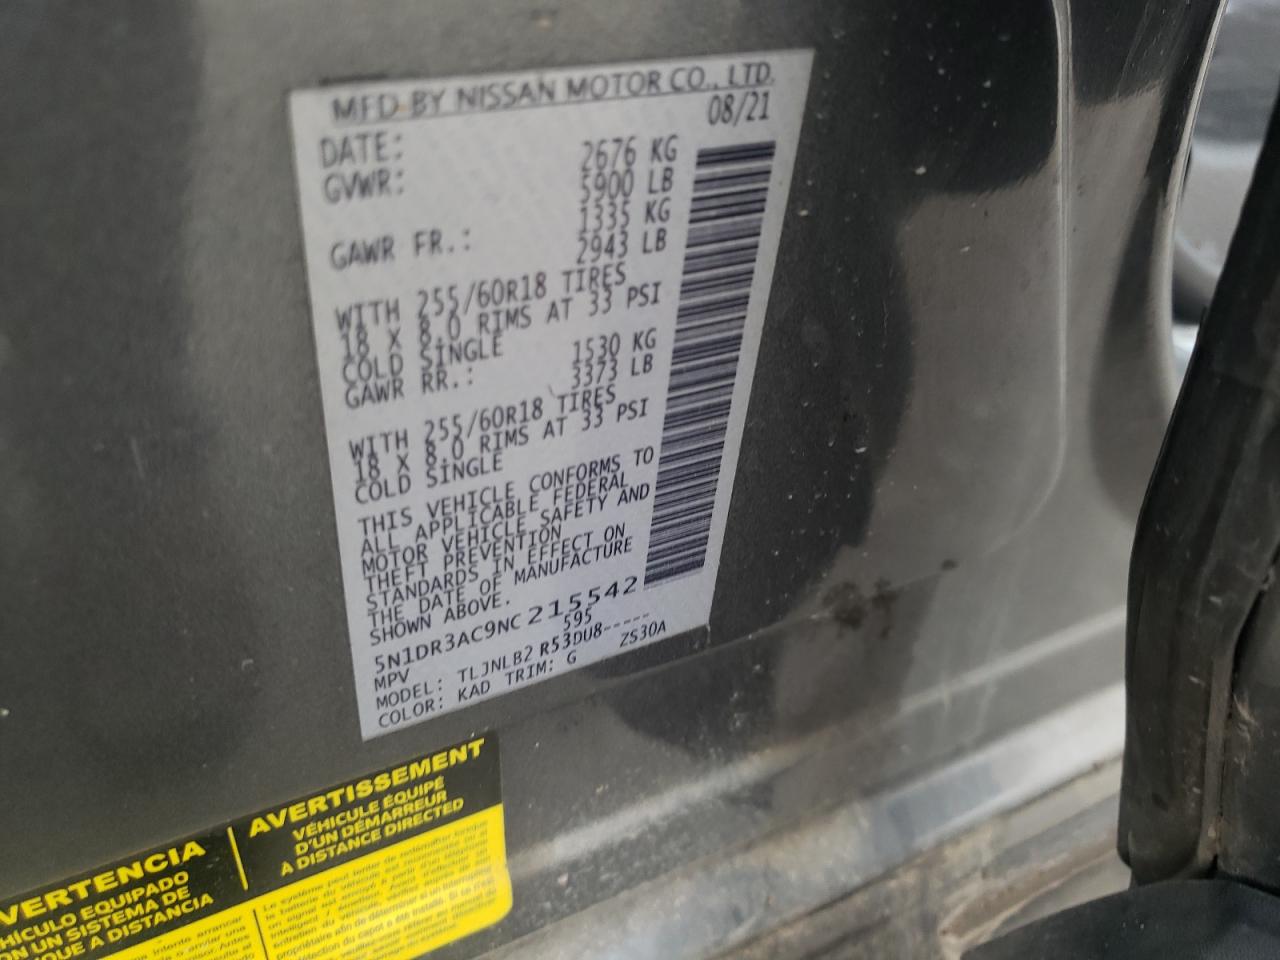 MFD BY NISSAN MOTOR CO., LTD.
DATE: 08/21
GVWR: 2676 KG
5900 LB
GAWR FR.: 1335 KG
2943 LB
WITH 255/60R18 TIRES
18 X 8.0 RIMS AT 33 PSI
COLD SINGLE
GAWR RR.: 1530 KG
3373 LB
WITH 255/60R18 TIRES
18 X 8.0 RIMS AT 33 PSI
COLD SINGLE
THIS VEHICLE CONFORMS TO
ALL APPLICABLE FEDERAL
MOTOR VEHICLE SAFETY AND
THEFT PREVENTION
STANDARDS IN EFFECT ON
THE DATE OF MANUFACTURE
SHOWN ABOVE.
5N1DR3AC9NC215542
MPV 595
MODEL: TLJNLB2 R53DU8-----
COLOR: KAD TRIM: G ZS30A
VERTENCIA
HÍCULO EQUIPADO
ON UN SISTEMA DE
QUE A DISTANCIA
AVERTISSEMENT
VÉHICULE ÉQUIPÉ
D'UN DÉMARREUR
A DISTANCE DIRECTED